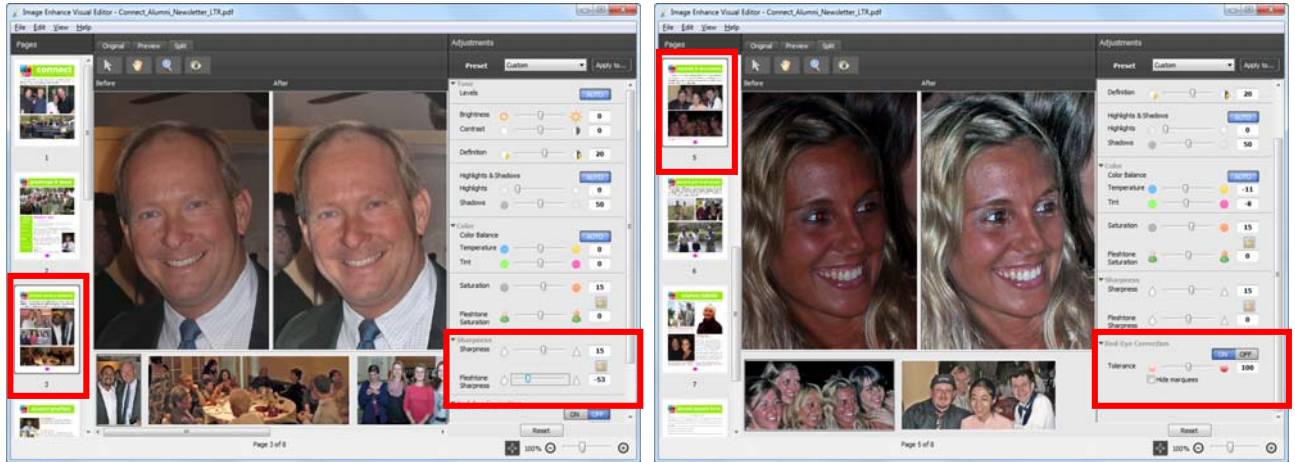 Image Enhance Visual Editor - Connect_Alumni_Newsletter_LTR.pdf
File Edit View Help
Pages
Original Preview Split
Adjustments
Preset Custom Apply to...
Before After
connect
1
2
3
Tone
Levels AUTO
Brightness 0
Contrast 0
Definition 20
Highlights & Shadows AUTO
Highlights 0
Shadows 50
Color
Color Balance AUTO
Temperature 0
Tint 0
Saturation 15
Fleshtone Saturation 0
Sharpness
Sharpness 15
Fleshtone Sharpness -53
Red-Eye Correction
ON OFF
Page 3 of 8
Reset
100%
Image Enhance Visual Editor - Connect_Alumni_Newsletter_LTR.pdf
File Edit View Help
Pages
Original Preview Split
Adjustments
Preset Custom Apply to...
Before After
5
6
7
Definition 20
Highlights & Shadows AUTO
Highlights 0
Shadows 50
Color
Color Balance AUTO
Temperature -11
Tint -8
Saturation 15
Fleshtone Saturation 0
Sharpness
Sharpness 15
Fleshtone Sharpness 0
Red-Eye Correction
ON OFF
Tolerance 100
Hide marquees
Page 5 of 8
Reset
100%